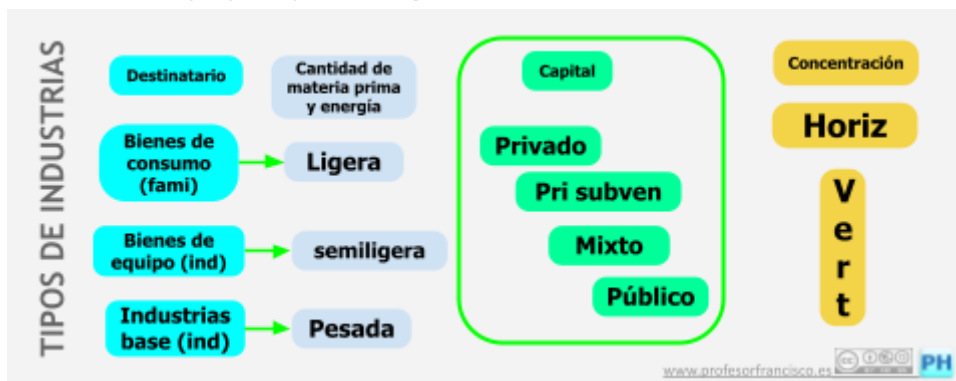 TIPOS DE INDUSTRIAS
Destinatario
Cantidad de
materia prima
y energía
Capital
Concentración
Bienes de
consumo
(fami)
Ligera
Privado
Horiz
Pri subven
V
e
r
t
Bienes de
equipo (ind)
semiligera
Mixto
Público
Industrias
base (ind)
Pesada
www.profesorfrancisco.es
PH